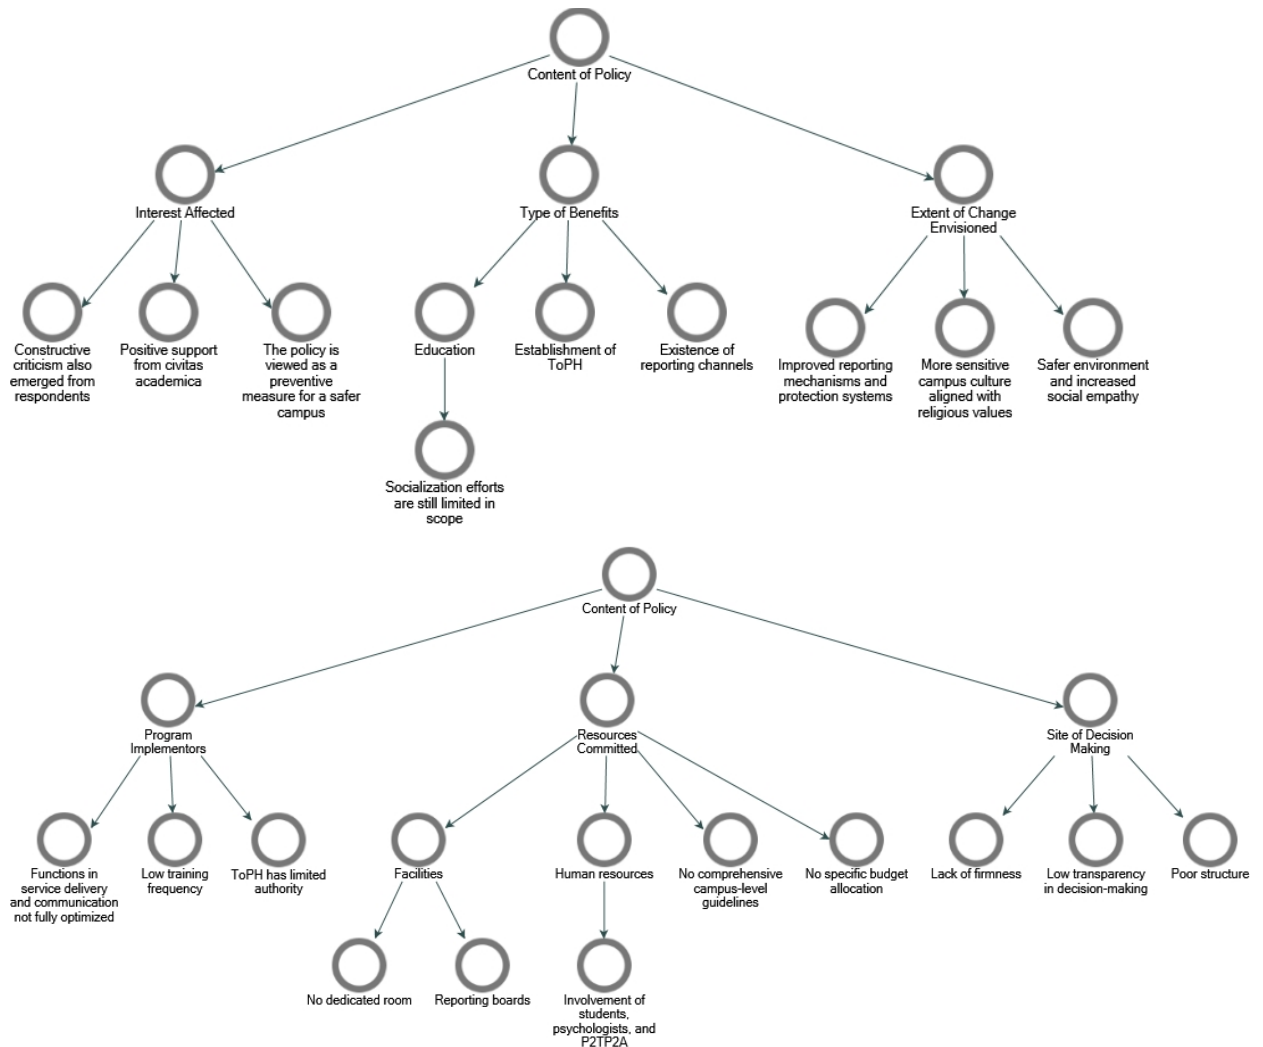 Content of Policy
Interest Affected
Type of Benefits
Extent of Change
Envisioned
Constructive
criticism also
emerged from
respondents
Positive support
from civitas
academica
The policy is
viewed as a
preventive
measure for a safer
campus
Education
Establishment of
ToPH
Existence of
reporting channels
Improved reporting
mechanisms and
protection systems
More sensitive
campus culture
aligned with
religious values
Safer environment
and increased
social empathy
Socialization efforts
are still limited in
scope
Content of Policy
Program
Implementors
Resources
Committed
Site of Decision
Making
Functions in
service delivery
and communication
not fully optimized
Low training
frequency
ToPH has limited
authority
Facilities
Human resources
No comprehensive
campus-level
guidelines
No specific budget
allocation
Lack of firmness
Low transparency
in decision-making
Poor structure
No dedicated room
Reporting boards
Involvement of
students,
psychologists, and
P2TP2A